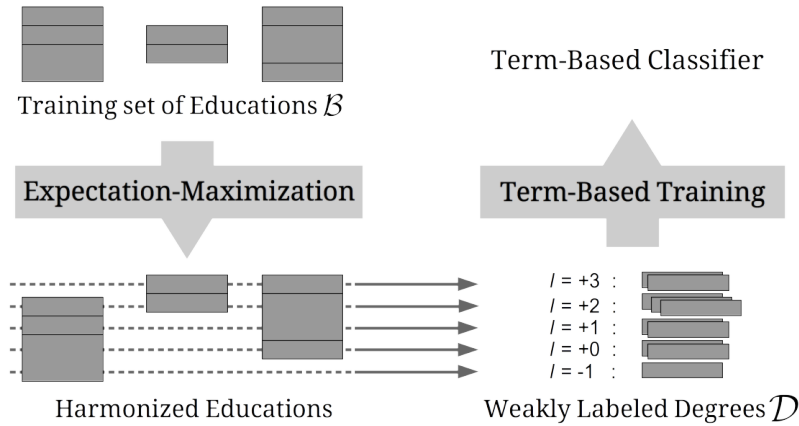 Term-Based Classifier
Training set of Educations ℬ
Expectation-Maximization
Term-Based Training
l = +3 :
l = +2 :
l = +1 :
l = +0 :
l = -1 :
Harmonized Educations
Weakly Labeled Degrees 𝒟